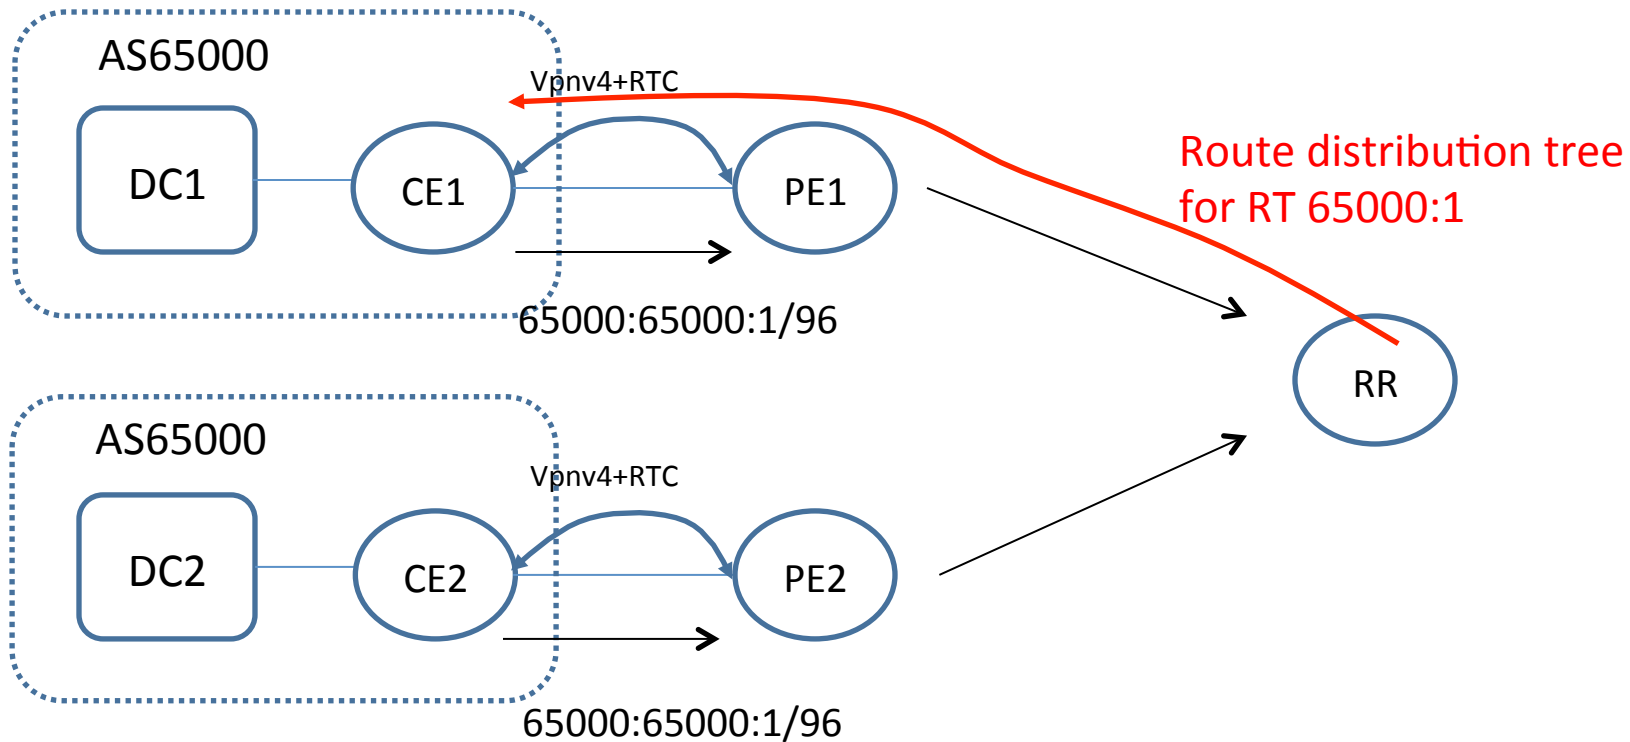 AS65000
Vpnv4+RTC
DC1
CE1
PE1
Route distribution tree
for RT 65000:1
65000:65000:1/96
RR
AS65000
Vpnv4+RTC
DC2
CE2
PE2
65000:65000:1/96